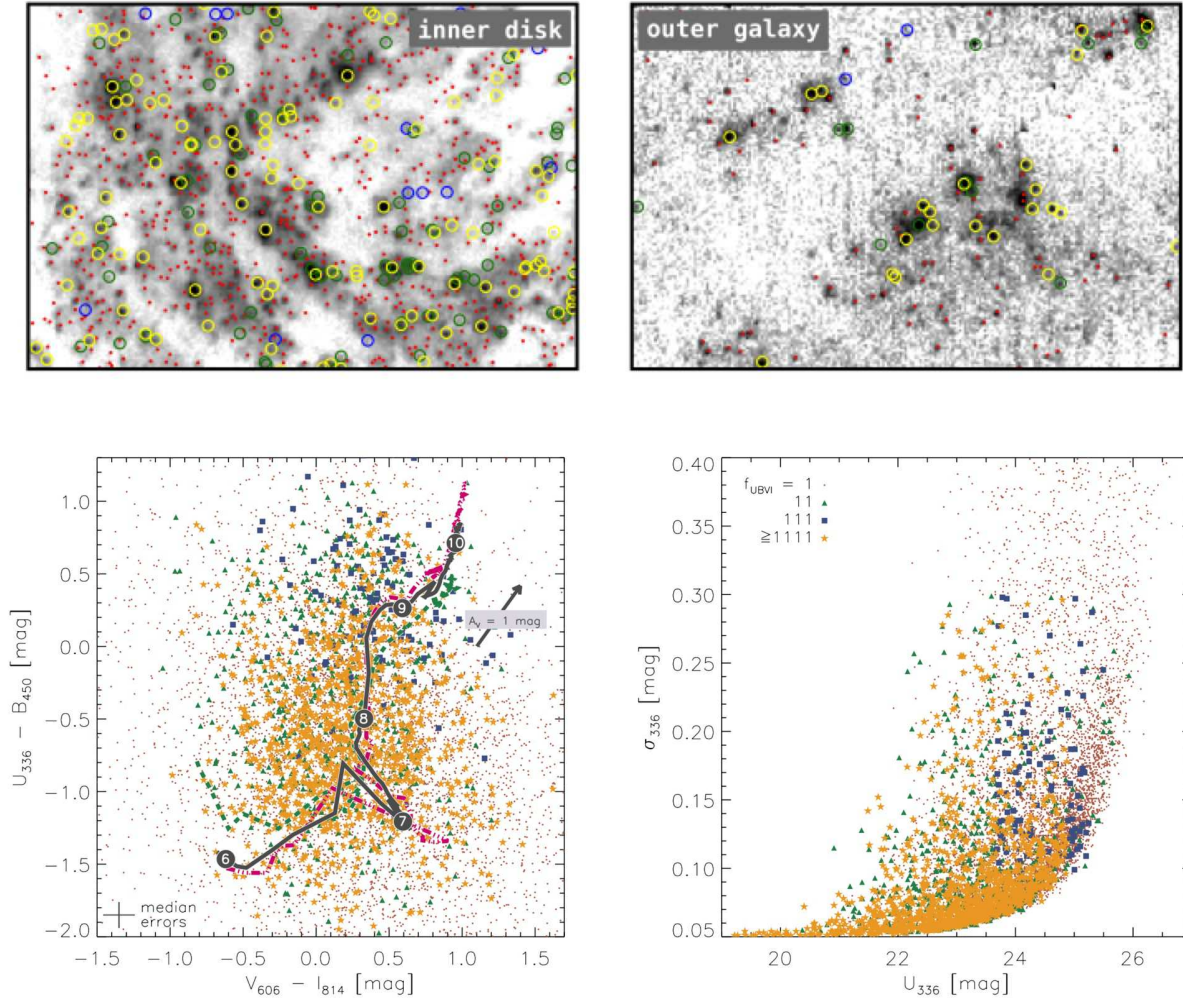 inner disk
outer galaxy
1.0
0.5
0.0
−0.5
−1.0
−1.5
−2.0
U336 − B450 [mag]
10
9
AV = 1 mag
8
7
6
median
errors
−1.5 −1.0 −0.5 0.0 0.5 1.0 1.5
V606 − I814 [mag]
0.40
0.35
0.30
0.25
0.20
0.15
0.10
0.05
σ336 [mag]
fUBVI = 1
11
111
≧1111
20 22 24 26
U336 [mag]